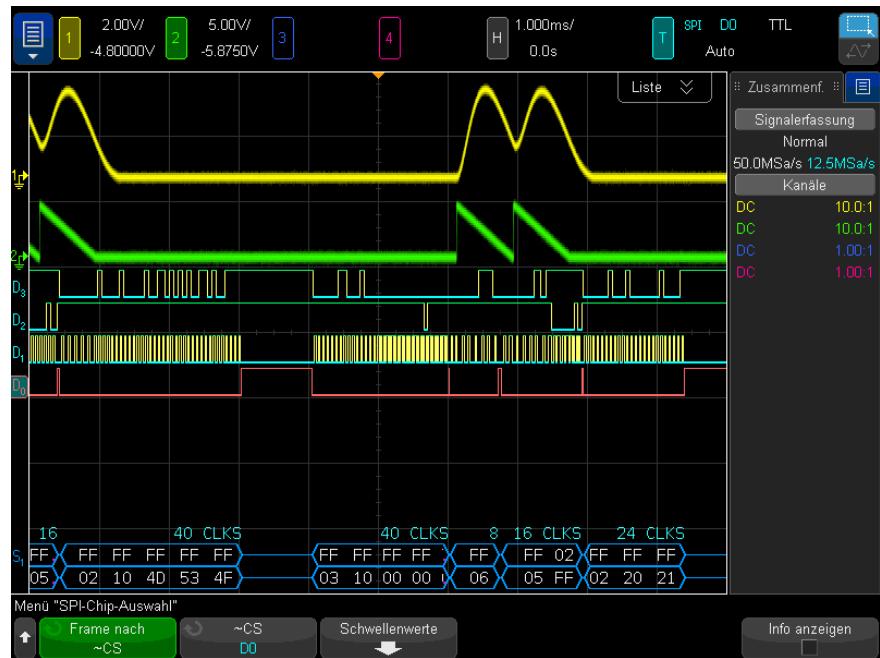 1 2.00V/ 2 5.00V/ 3 4 H 1.000ms/ T SPI D0 TTL
-4.80000V -5.8750V 0.0s Auto
Liste
Zusammenf.
Signalerfassung
Normal
50.0MSa/s 12.5MSa/s
Kanäle
DC 10.0:1
DC 10.0:1
DC 1.00:1
DC 1.00:1
1
2
D3
D2
D1
D0
16 40 CLKS 40 CLKS 8 16 CLKS 24 CLKS
S1 FF FF FF FF FF FF FF FF FF FF FF FF 02 FF FF FF
05 02 10 4D 53 4F 03 10 00 00 06 05 FF 02 20 21
Menü "SPI-Chip-Auswahl"
Frame nach ~CS Schwellenwerte Info anzeigen
~CS D0